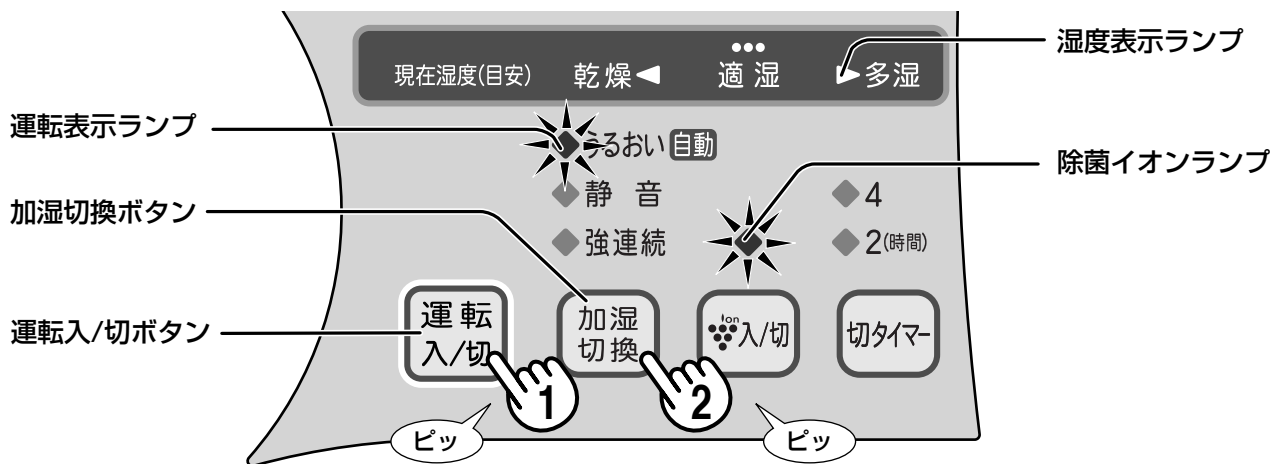 湿度表示ランプ
現在湿度(目安) 乾燥◀ 適湿 ▶多湿
運転表示ランプ
うるおい 自動
除菌イオンランプ
静音
4
加湿切換ボタン
強連続
2(時間)
運転入/切ボタン
運転
入/切
加湿
切換
ion
入/切
切タイマー
1
2
ピッ
ピッ